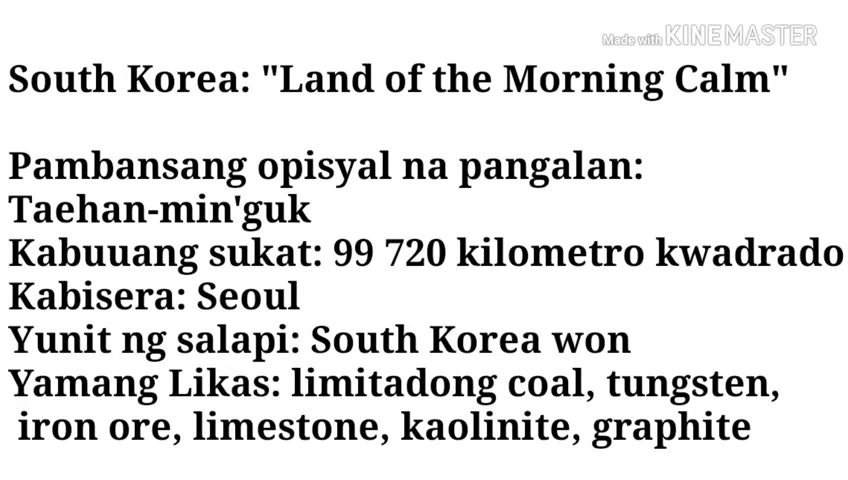 Made with KINEMASTER
South Korea: "Land of the Morning Calm"
Pambansang opisyal na pangalan:
Taehan-min'guk
Kabuuang sukat: 99 720 kilometro kwadrado
Kabisera: Seoul
Yunit ng salapi: South Korea won
Yamang Likas: limitadong coal, tungsten,
iron ore, limestone, kaolinite, graphite